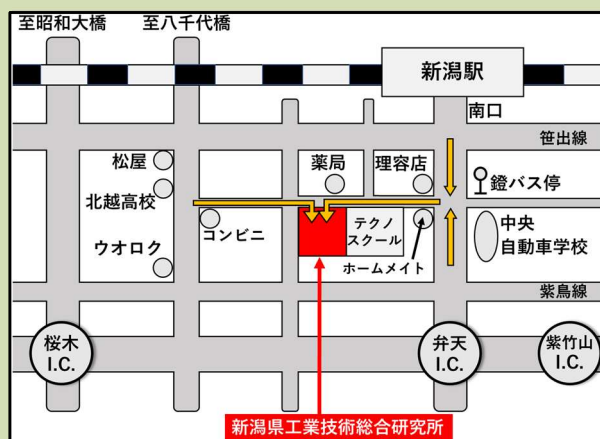 至昭和大橋
至八千代橋
新潟駅
南口
笹出線
松屋
薬局
理容店
鐙バス停
北越高校
コンビニ
テクノ
スクール
中央
自動車学校
ウオロク
ホームメイト
紫鳥線
桜木
I.C.
弁天
I.C.
紫竹山
I.C.
新潟県工業技術総合研究所